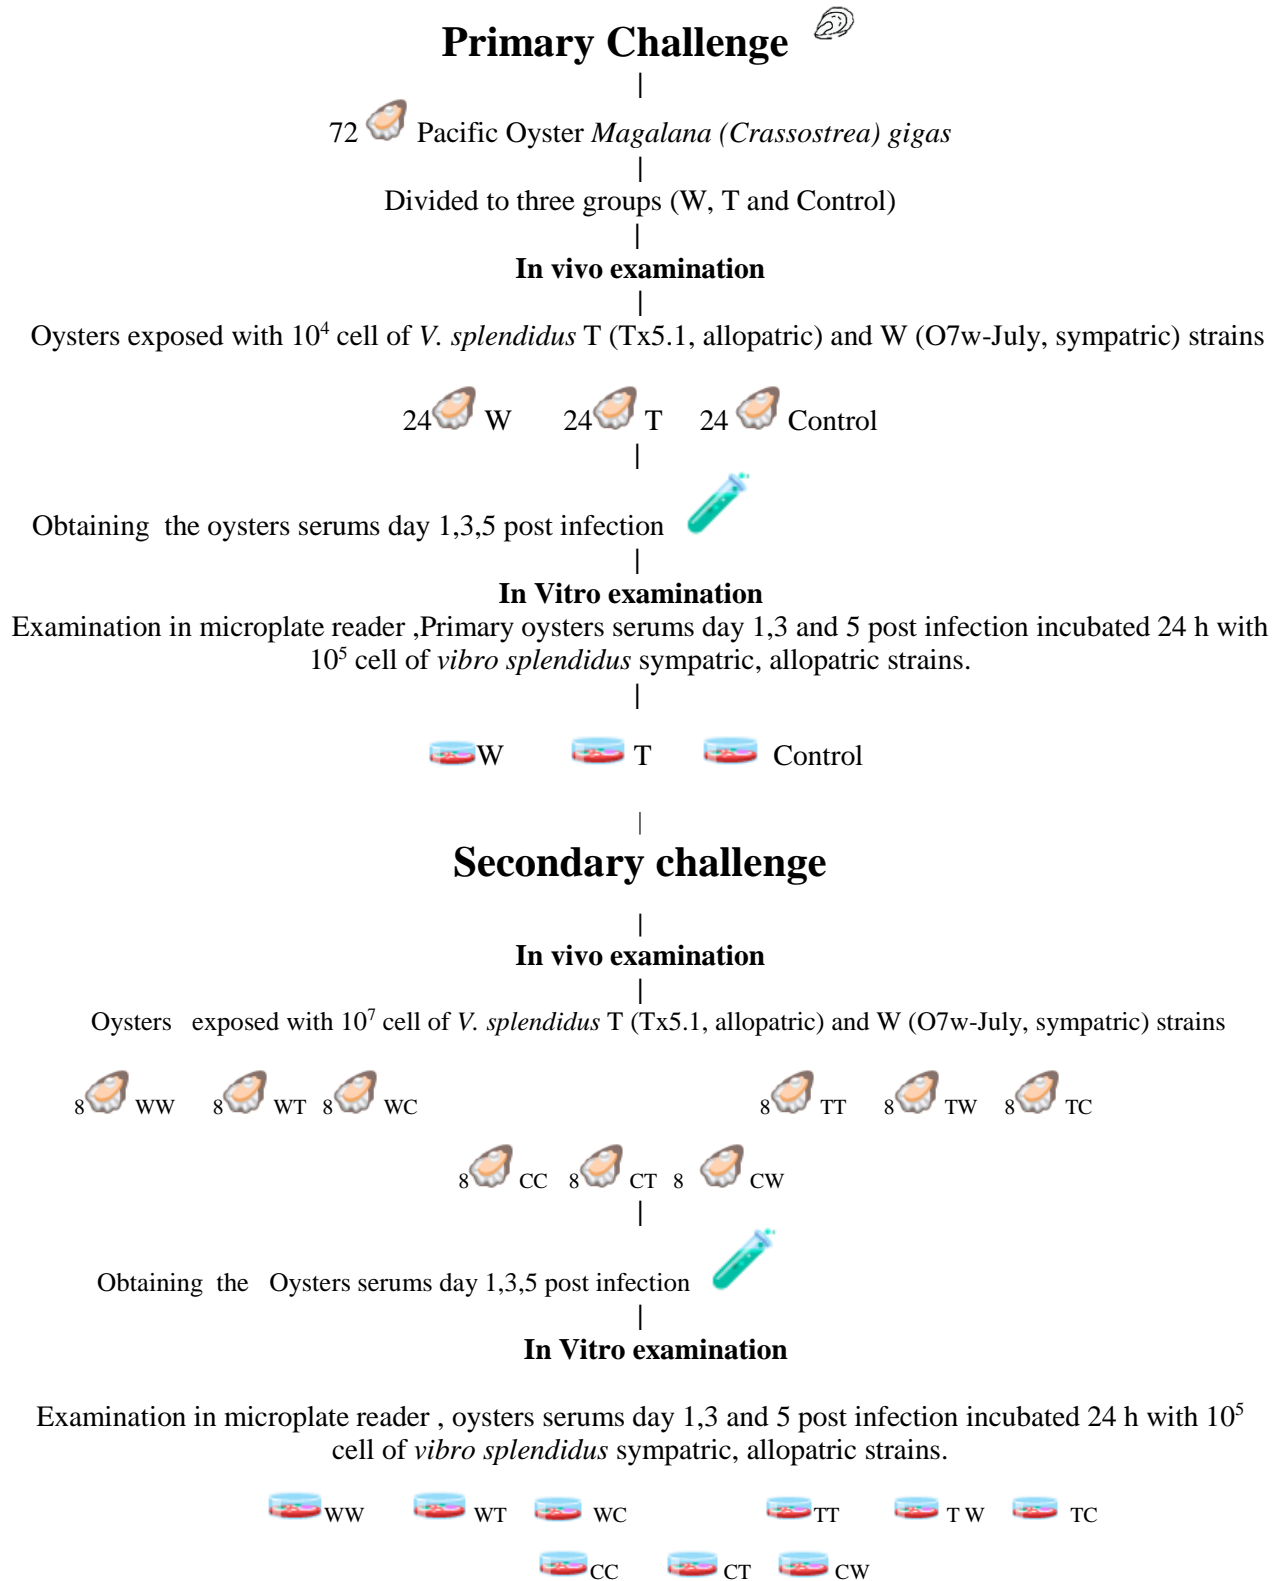 Primary Challenge
|
72 Pacific Oyster Magalana (Crassostrea) gigas
|
Divided to three groups (W, T and Control)
|
In vivo examination
|
Oysters exposed with 10⁴ cell of V. splendidus T (Tx5.1, allopatric) and W (O7w-July, sympatric) strains
24 W 24 T 24 Control
|
Obtaining the oysters serums day 1,3,5 post infection
|
In Vitro examination
Examination in microplate reader ,Primary oysters serums day 1,3 and 5 post infection incubated 24 h with
10⁵ cell of vibro splendidus sympatric, allopatric strains.
|
W T Control
|
Secondary challenge
|
In vivo examination
|
Oysters exposed with 10⁷ cell of V. splendidus T (Tx5.1, allopatric) and W (O7w-July, sympatric) strains
8 WW 8 WT 8 WC 8 TT 8 TW 8 TC
8 CC 8 CT 8 CW
|
Obtaining the Oysters serums day 1,3,5 post infection
|
In Vitro examination
Examination in microplate reader , oysters serums day 1,3 and 5 post infection incubated 24 h with 10⁵
cell of vibro splendidus sympatric, allopatric strains.
WW WT WC TT T W TC
CC CT CW